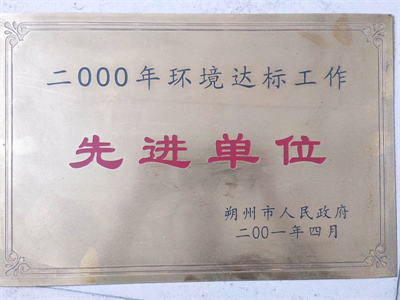 二000年环境达标工作
先进单位
朔州市人民政府
二00一年四月